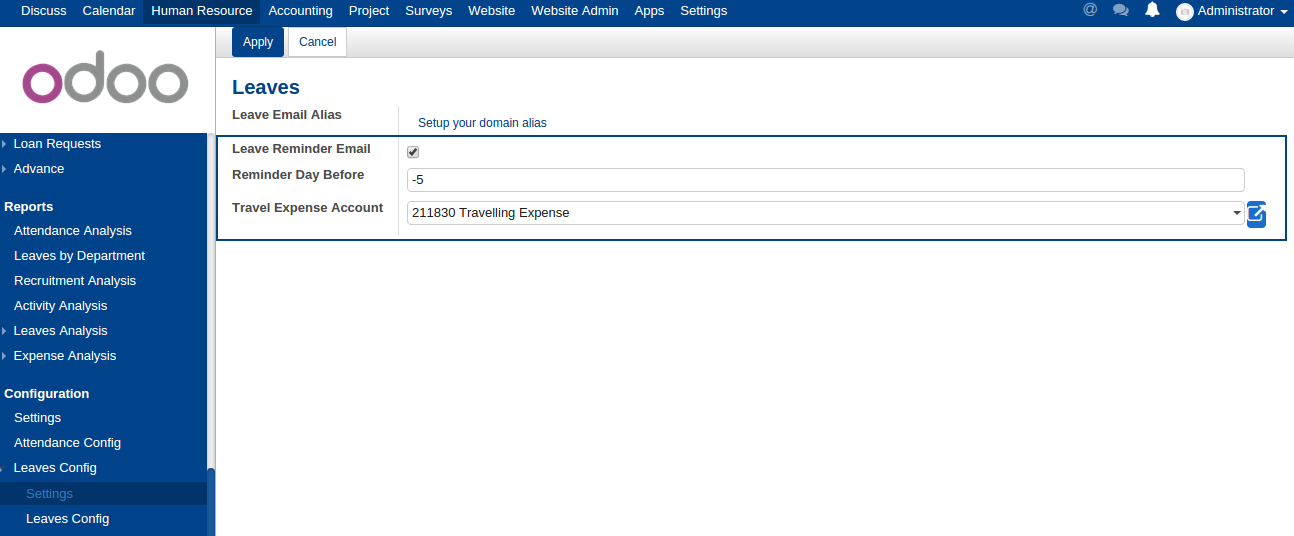 Discuss Calendar Human Resource Accounting Project Surveys Website Website Admin Apps Settings @ Administrator
odoo
Loan Requests
Advance
Reports
Attendance Analysis
Leaves by Department
Recruitment Analysis
Activity Analysis
Leaves Analysis
Expense Analysis
Configuration
Settings
Attendance Config
Leaves Config
Settings
Leaves Config
Apply Cancel
Leaves
Leave Email Alias Setup your domain alias
Leave Reminder Email
Reminder Day Before -5
Travel Expense Account 211830 Travelling Expense